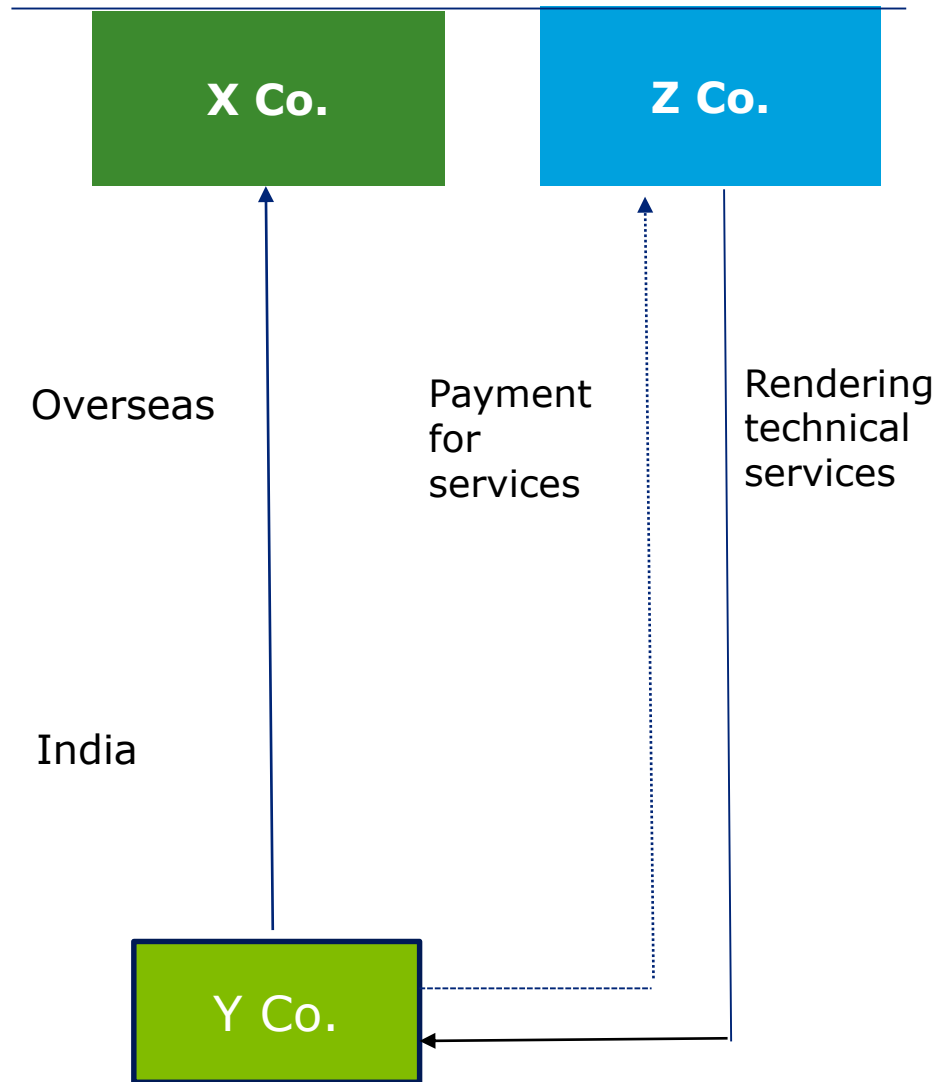 X Co.
Z Co.
Overseas
Payment
for
services
Rendering
technical
services
India
Y Co.